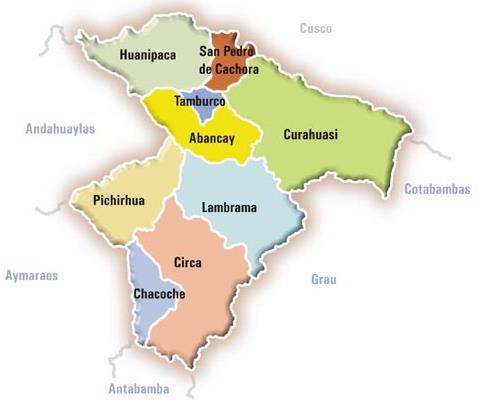 Cusco
Huanipaca
San Pedro
de Cachora
Tamburco
Andahuaylas
Abancay
Curahuasi
Cotabambas
Pichirhua
Lambrama
Circa
Aymaraes
Grau
Chacoche
Antabamba